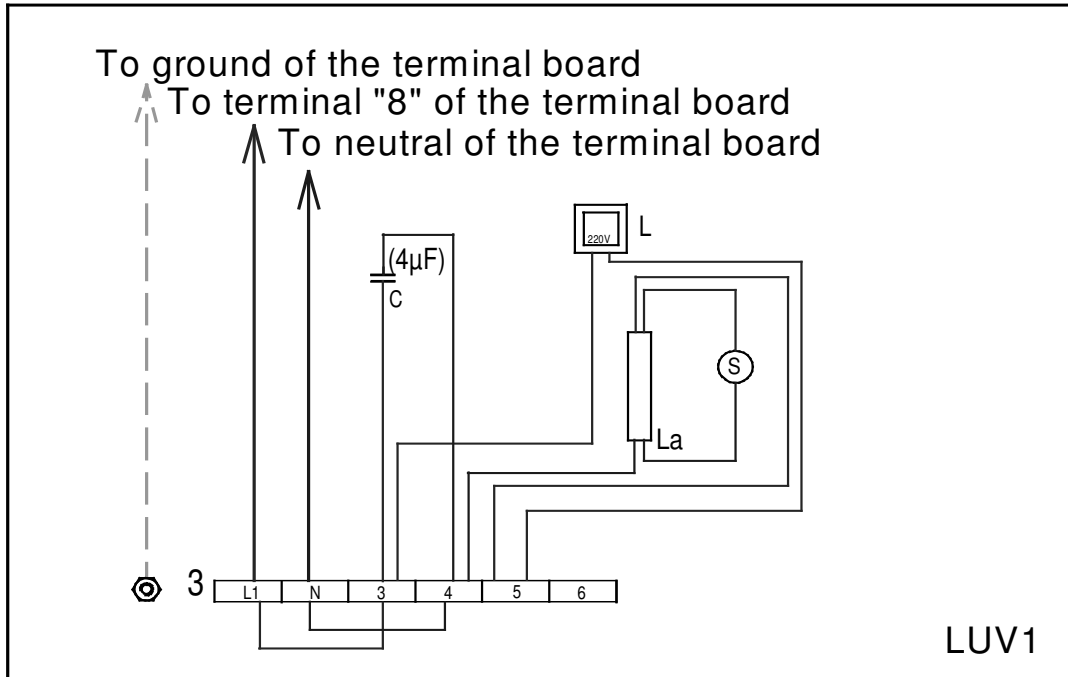 To ground of the terminal board
To terminal "8" of the terminal board
To neutral of the terminal board
220V
L
(4µF)
C
S
La
3
L1 N 3 4 5 6
LUV1